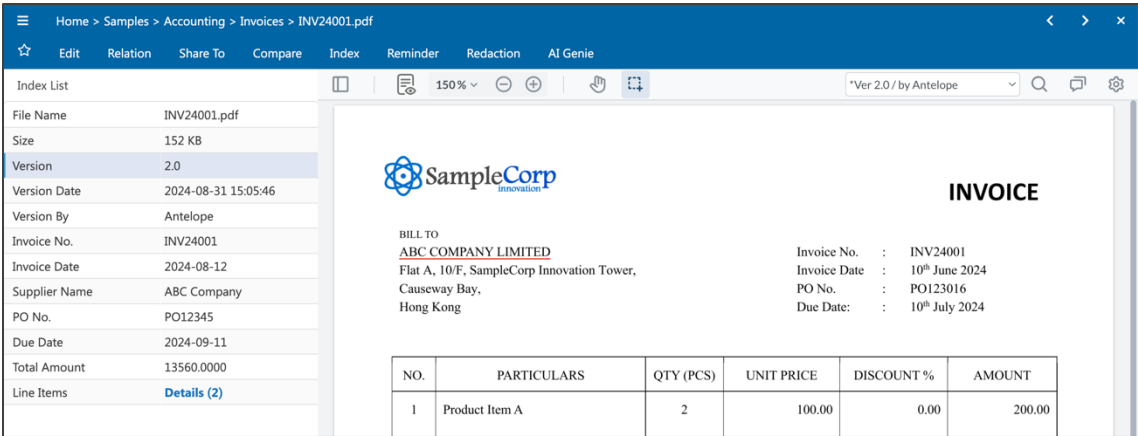 Home > Samples > Accounting > Invoices > INV24001.pdf
Edit Relation Share To Compare Index Reminder Redaction AI Genie
Index List
File Name INV24001.pdf
Size 152 KB
Version 2.0
Version Date 2024-08-31 15:05:46
Version By Antelope
Invoice No. INV24001
Invoice Date 2024-08-12
Supplier Name ABC Company
PO No. PO12345
Due Date 2024-09-11
Total Amount 13560.0000
Line Items Details (2)
150% *Ver 2.0 / by Antelope
SampleCorp
innovation
INVOICE
BILL TO
ABC COMPANY LIMITED
Flat A, 10/F, SampleCorp Innovation Tower,
Causeway Bay,
Hong Kong
Invoice No. : INV24001
Invoice Date : 10th June 2024
PO No. : PO123016
Due Date: : 10th July 2024
NO. PARTICULARS QTY (PCS) UNIT PRICE DISCOUNT % AMOUNT
1 Product Item A 2 100.00 0.00 200.00